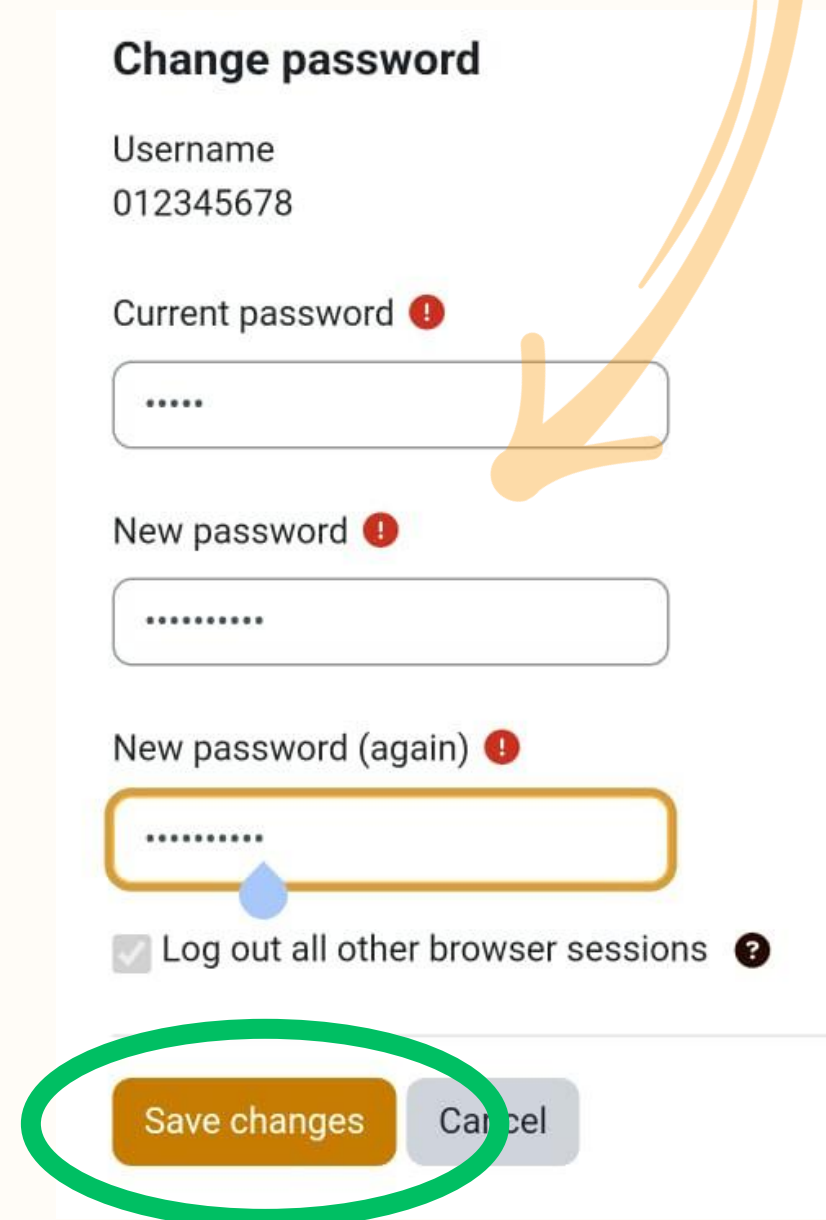 Change password
Username
012345678
Current password
•••••
New password
••••••••••
New password (again)
••••••••••
Log out all other browser sessions
Save changes Cancel